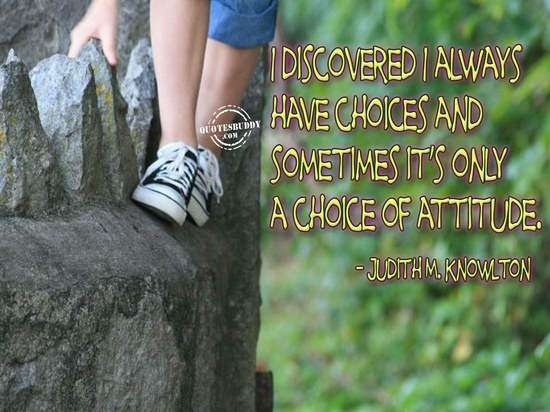 I DISCOVERED I ALWAYS
HAVE CHOICES AND
SOMETIMES IT'S ONLY
A CHOICE OF ATTITUDE.
- JUDITH M. KNOWLTON
QUOTESBUDDY
.COM